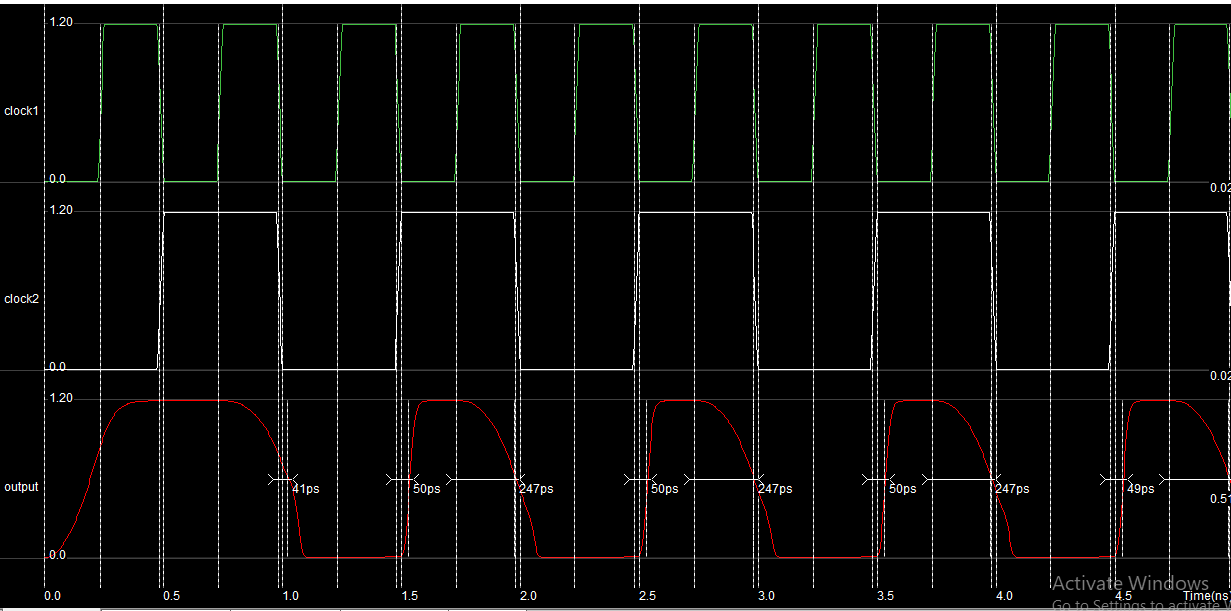 1.20
clock1
0.0
0.02
1.20
clock2
0.0
0.02
1.20
output
41ps
50ps
247ps
50ps
247ps
50ps
247ps
49ps
0.51
0.0
Activate Windows
0.0 0.5 1.0 1.5 2.0 2.5 3.0 3.5 4.0 4.5 Time(ns)
Go to Settings to activate